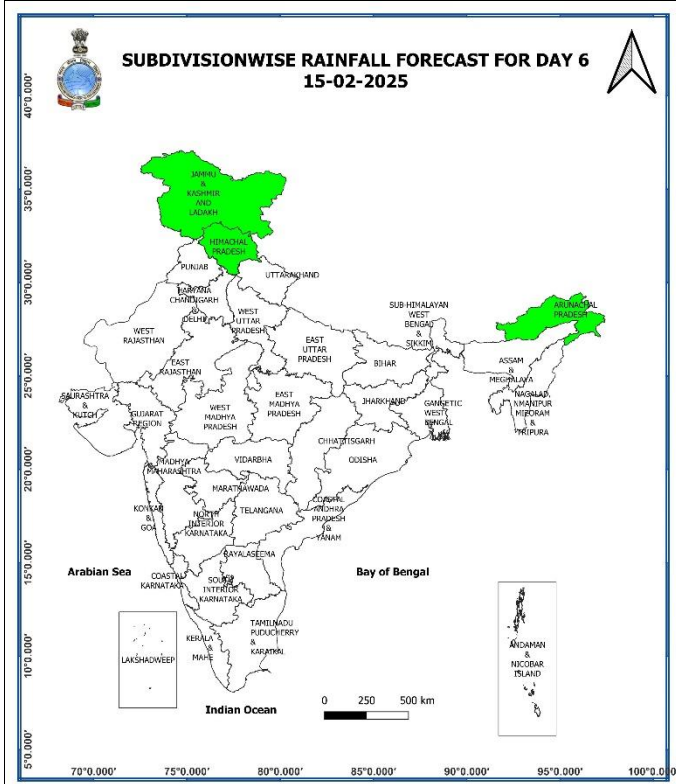 SUBDIVISIONWISE RAINFALL FORECAST FOR DAY 6
15-02-2025
40°0.000'
35°0.000'
30°0.000'
25°0.000'
20°0.000'
15°0.000'
10°0.000'
5°0.000'
JAMMU
&
KASHMIR
AND
LADAKH
HIMACHAL
PRADESH
PUNJAB
UTTARAKHAND
HARYANA
CHANDIGARH
&
DELHI
WEST
UTTAR
PRADESH
WEST
RAJASTHAN
EAST
RAJASTHAN
EAST
UTTAR
PRADESH
SUB-HIMALAYAN
WEST
BENGAL
&
SIKKIM
ARUNACHAL
PRADESH
BIHAR
ASSAM
&
MEGHALAYA
NAGALAD,
NMANIPUR
MIZORAM
&
TRIPURA
SAURASHTRA
&
KUTCH
GUJARAT
REGION
WEST
MADHYA
PRADESH
EAST
MADHYA
PRADESH
JHARKHAND
GANGETIC
WEST
BENGAL
CHHATTISGARH
ODISHA
MADHYA
MAHARASHTRA
VIDARBHA
MARATHAWADA
TELANGANA
COASTAL
ANDHRA
PRADESH
&
YANAM
KONKAN
&
GOA
NORTH
INTERIOR
KARNATAKA
RAYALASEEMA
Arabian Sea
Bay of Bengal
COASTAL
KARNATAKA
SOUTH
INTERIOR
KARNATAKA
TAMILNADU
PUDUCHERRY
&
KARAIKAL
KERALA
&
MAHE
LAKSHADWEEP
ANDAMAN
&
NICOBAR
ISLAND
Indian Ocean
0 250 500 km
70°0.000' 75°0.000' 80°0.000' 85°0.000' 90°0.000' 95°0.000' 100°0.000'